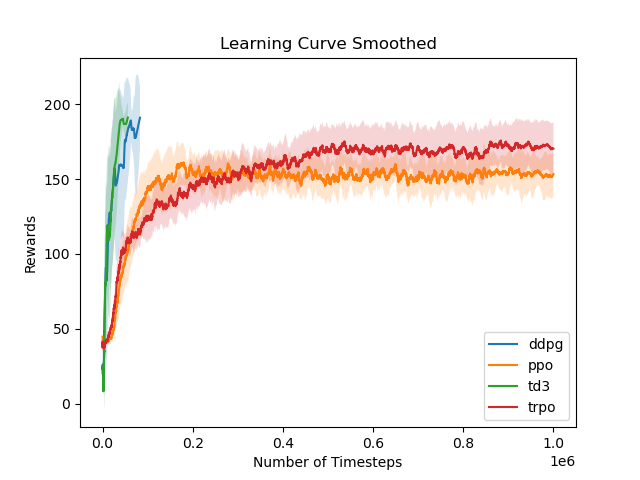 Learning Curve Smoothed
Rewards
200
150
100
50
0
0.0 0.2 0.4 0.6 0.8 1.0
1e6
Number of Timesteps
ddpg
ppo
td3
trpo